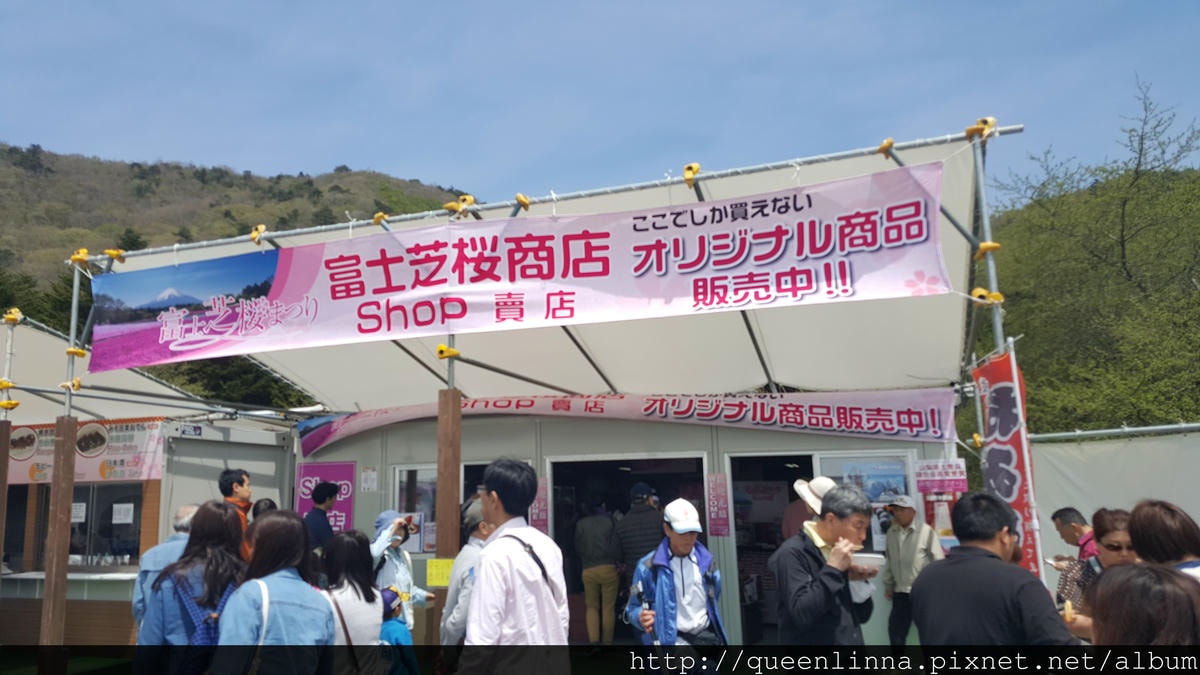 ここでしか買えない
富士芝桜商店 オリジナル商品
Shop 賣店 販売中!!
富士芝桜まつり
Shop 賣店 オリジナル商品販売中!
Shop
WELCOME
WELCOME
http://queenlinna.pixnet.net/album